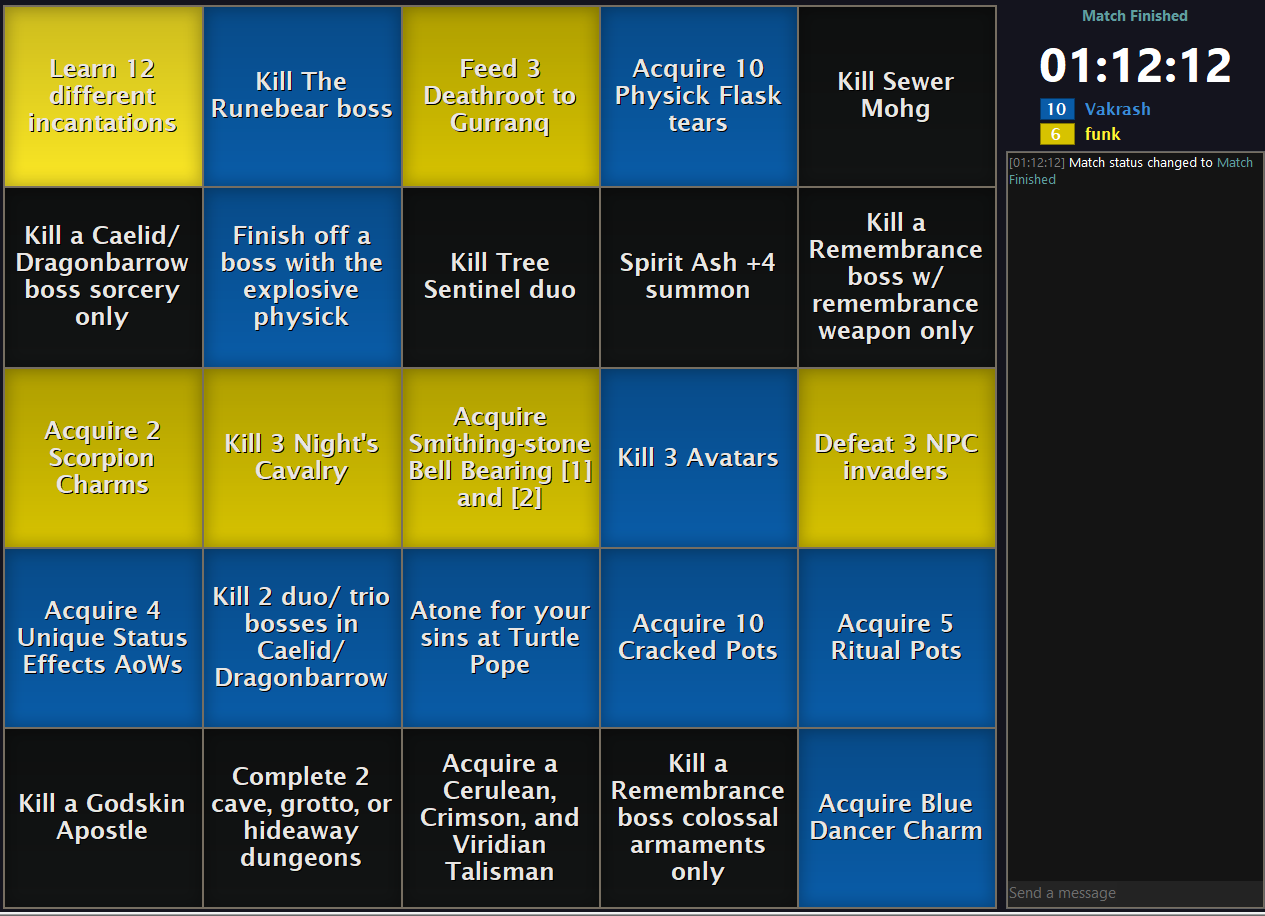 Learn 12
different
incantations
Kill The
Runebear boss
Feed 3
Deathroot to
Gurranq
Acquire 10
Physick Flask
tears
Kill Sewer
Mohg
Kill a Caelid/
Dragonbarrow
boss sorcery
only
Finish off a
boss with the
explosive
physick
Kill Tree
Sentinel duo
Spirit Ash +4
summon
Kill a
Remembrance
boss w/
remembrance
weapon only
Acquire 2
Scorpion
Charms
Kill 3 Night's
Cavalry
Acquire
Smithing-stone
Bell Bearing [1]
and [2]
Kill 3 Avatars
Defeat 3 NPC
invaders
Acquire 4
Unique Status
Effects AoWs
Kill 2 duo/ trio
bosses in
Caelid/
Dragonbarrow
Atone for your
sins at Turtle
Pope
Acquire 10
Cracked Pots
Acquire 5
Ritual Pots
Kill a Godskin
Apostle
Complete 2
cave, grotto, or
hideaway
dungeons
Acquire a
Cerulean,
Crimson, and
Viridian
Talisman
Kill a
Remembrance
boss colossal
armaments
only
Acquire Blue
Dancer Charm
Match Finished
01:12:12
10 Vakrash
6 funk
[01:12:12] Match status changed to Match
Finished
Send a message